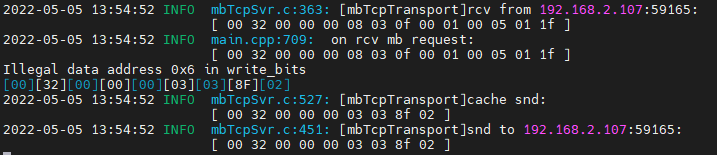 2022-05-05 13:54:52 INFO  mbTcpSvr.c:363: [mbTcpTransport]rcv from 192.168.2.107:59165:
[ 00 32 00 00 00 08 03 0f 00 01 00 05 01 1f ]
2022-05-05 13:54:52 INFO  main.cpp:709:  on rcv mb request:
[ 00 32 00 00 00 08 03 0f 00 01 00 05 01 1f ]
Illegal data address 0x6 in write_bits
[00][32][00][00][00][03][03][8F][02]
2022-05-05 13:54:52 INFO  mbTcpSvr.c:527: [mbTcpTransport]cache snd:
[ 00 32 00 00 00 03 03 8f 02 ]
2022-05-05 13:54:52 INFO  mbTcpSvr.c:451: [mbTcpTransport]snd to 192.168.2.107:59165:
[ 00 32 00 00 00 03 03 8f 02 ]